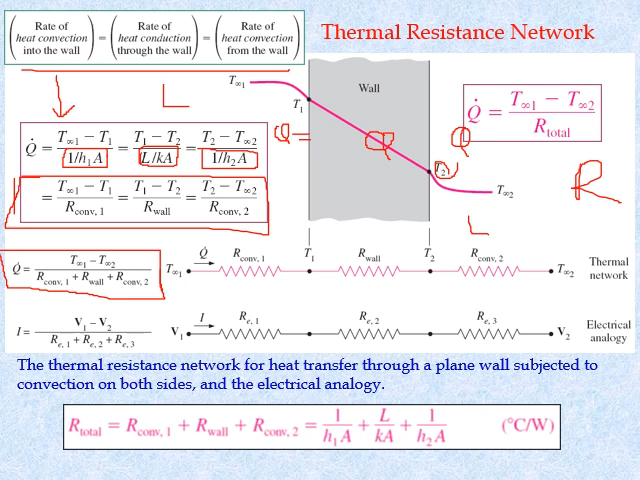 Thermal Resistance Network
Rate of heat convection into the wall = Rate of heat conduction through the wall = Rate of heat convection from the wall
T∞1
T1
Wall
T2
T∞2
Q̇ = (T∞1 − T∞2) / Rtotal
Q =
Q
Q
R
L
L
Q̇ = (T∞1 − T1) / (1/h1A) = (T1 − T2) / (L/kA) = (T2 − T∞2) / (1/h2A)
= (T∞1 − T1) / Rconv, 1 = (T1 − T2) / Rwall = (T2 − T∞2) / Rconv, 2
Q̇ = (T∞1 − T∞2) / (Rconv, 1 + Rwall + Rconv, 2)
T∞1 Q̇ Rconv, 1 T1 Rwall T2 Rconv, 2 T∞2 Thermal network
I = (V1 − V2) / (Re, 1 + Re, 2 + Re, 3)
V1 I Re, 1 Re, 2 Re, 3 V2 Electrical analogy
The thermal resistance network for heat transfer through a plane wall subjected to
convection on both sides, and the electrical analogy.
Rtotal = Rconv, 1 + Rwall + Rconv, 2 = 1/(h1A) + L/(kA) + 1/(h2A) (°C/W)